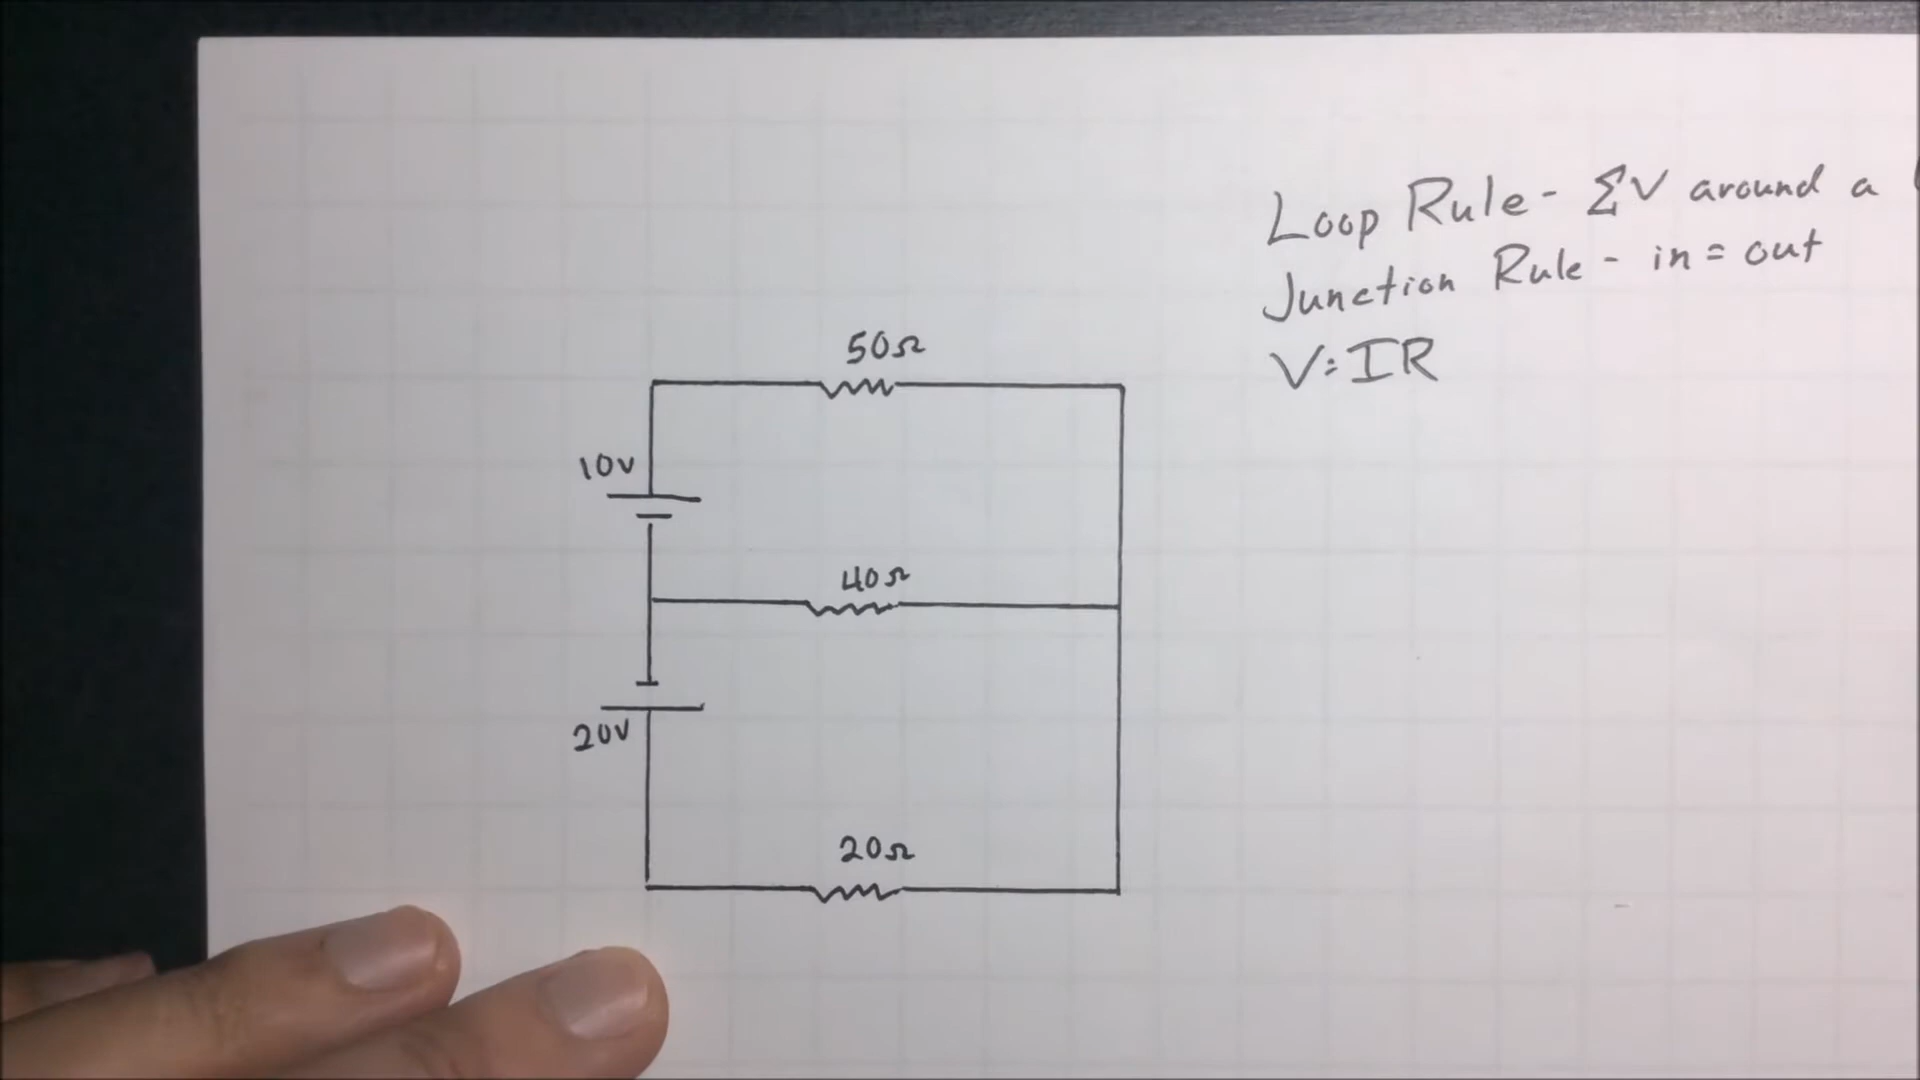 Loop Rule - ΣV around a
Junction Rule - in = out
V=IR
50Ω
10V
40Ω
20V
20Ω